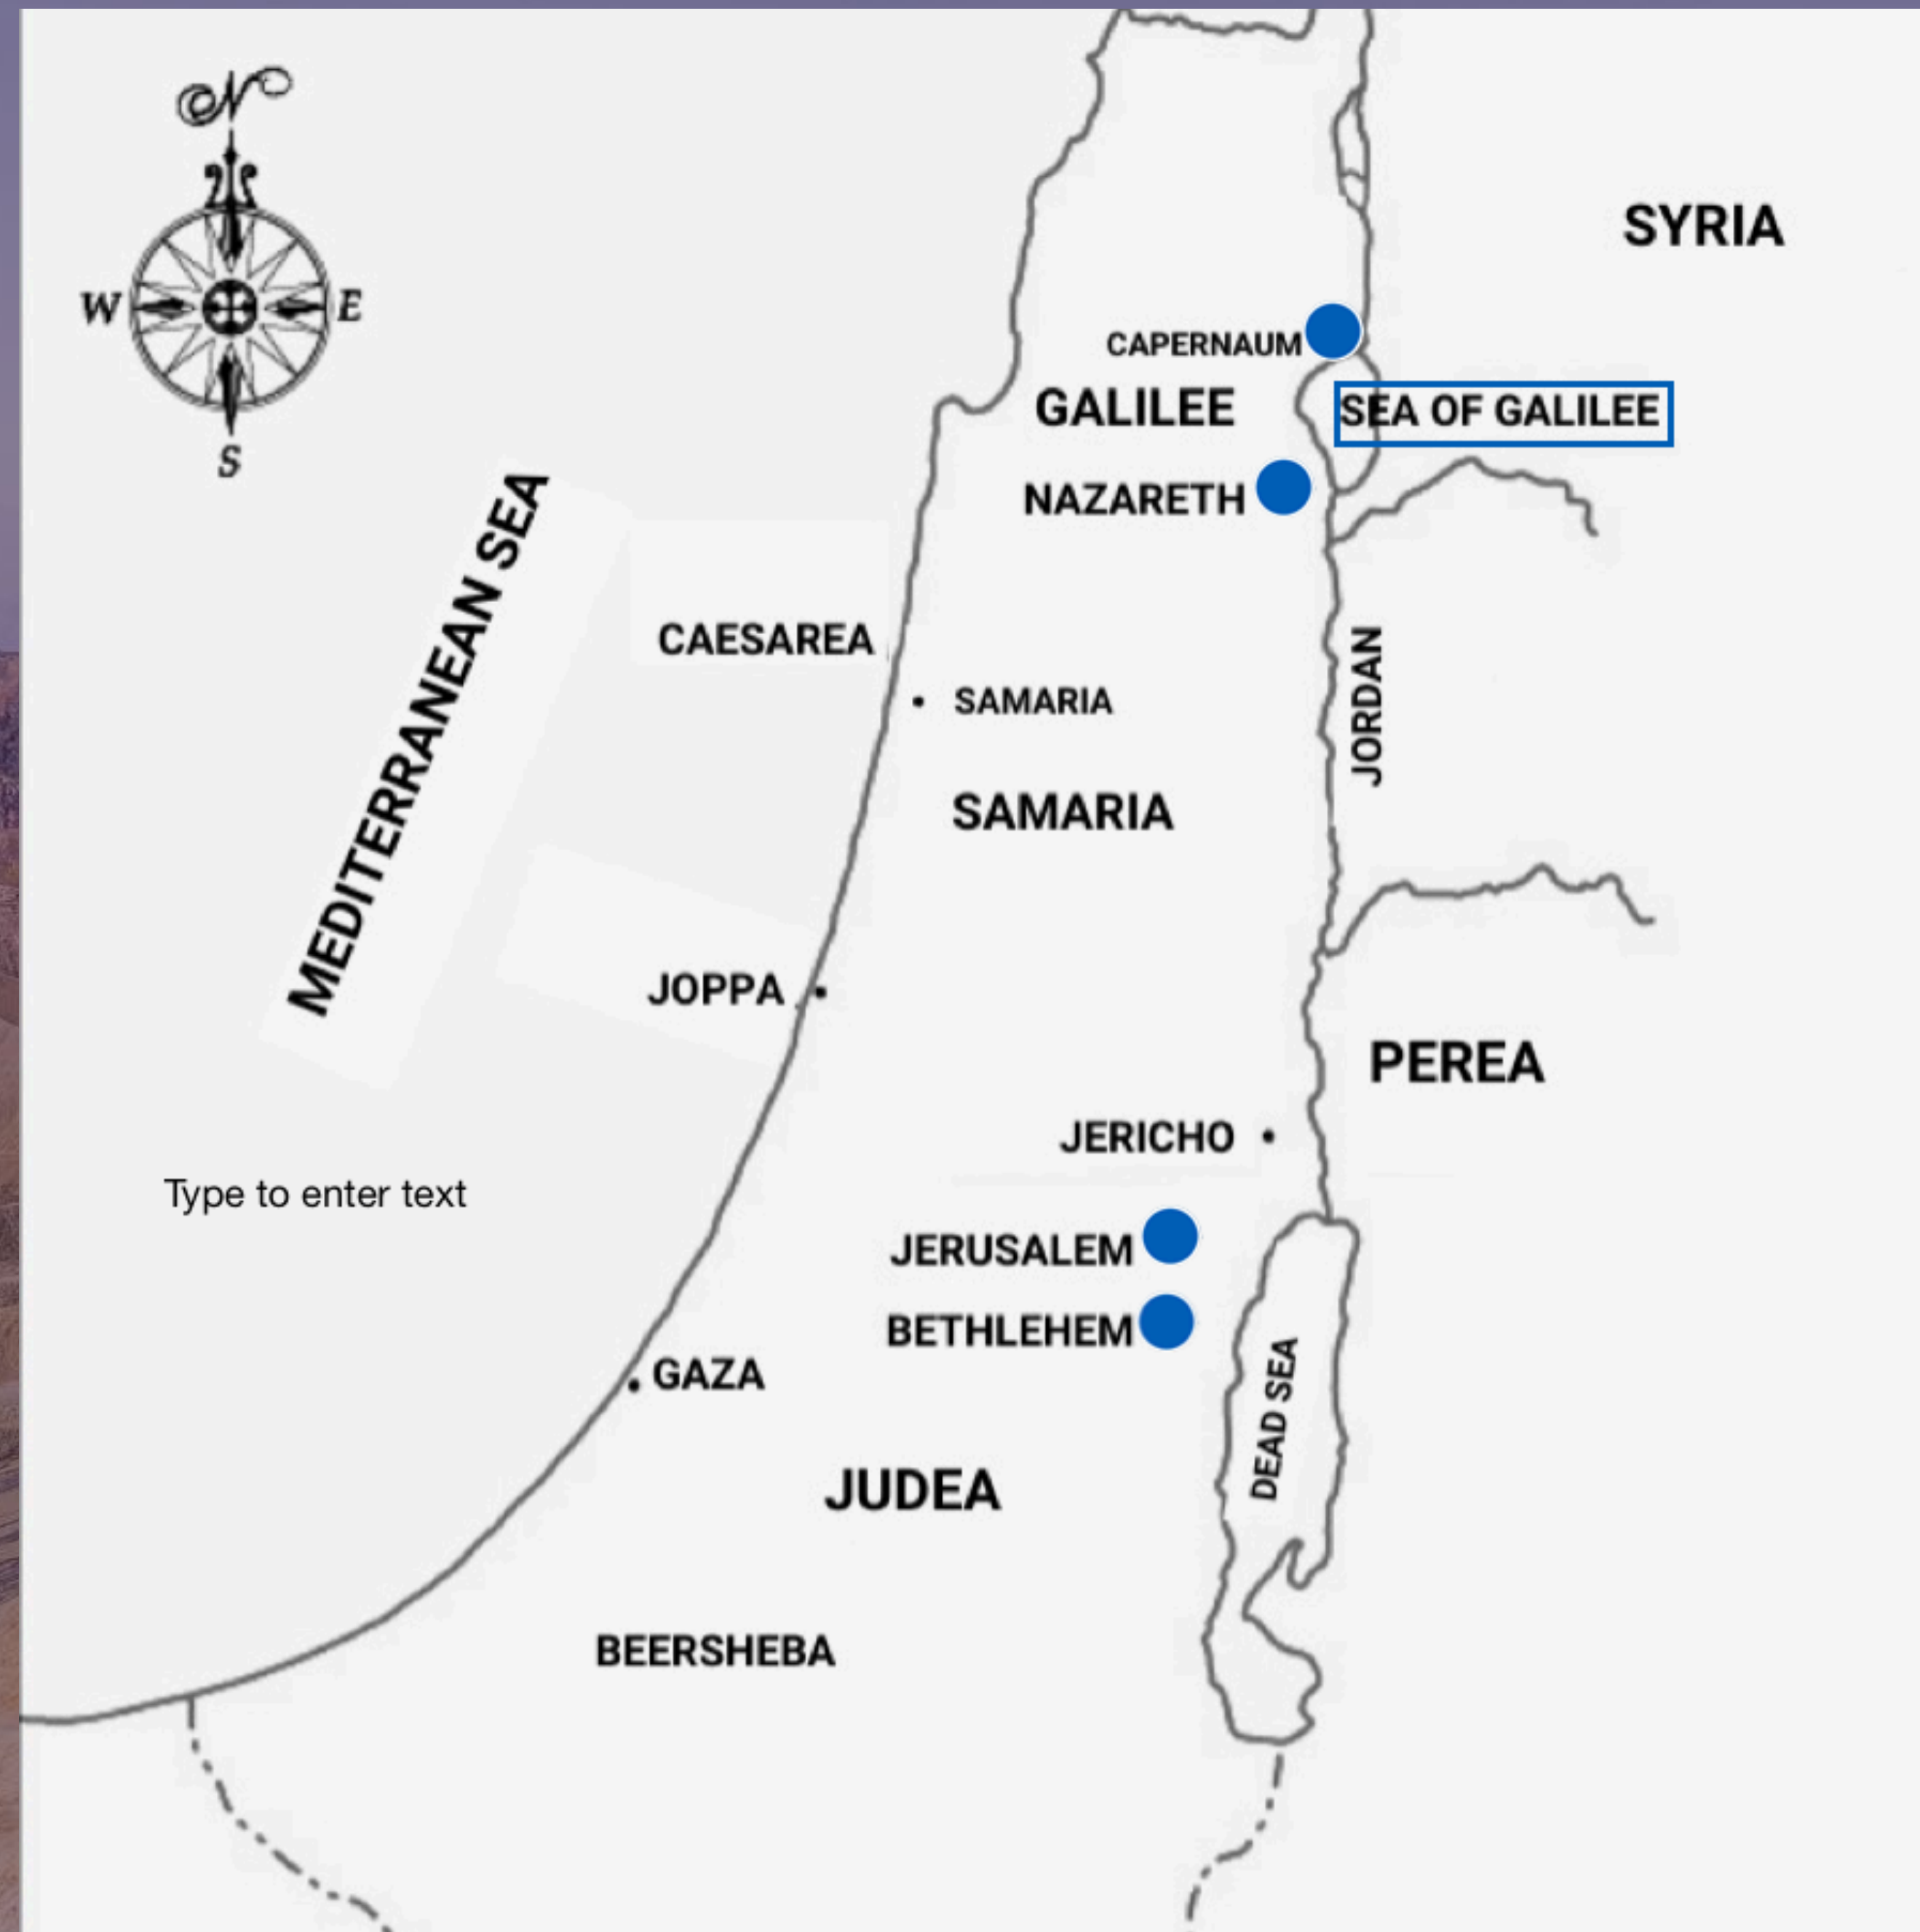 N
W
E
S
SYRIA
CAPERNAUM
GALILEE
SEA OF GALILEE
NAZARETH
MEDITERRANEAN SEA
CAESAREA
SAMARIA
JORDAN
SAMARIA
JOPPA
PEREA
JERICHO
Type to enter text
JERUSALEM
BETHLEHEM
GAZA
DEAD SEA
JUDEA
BEERSHEBA